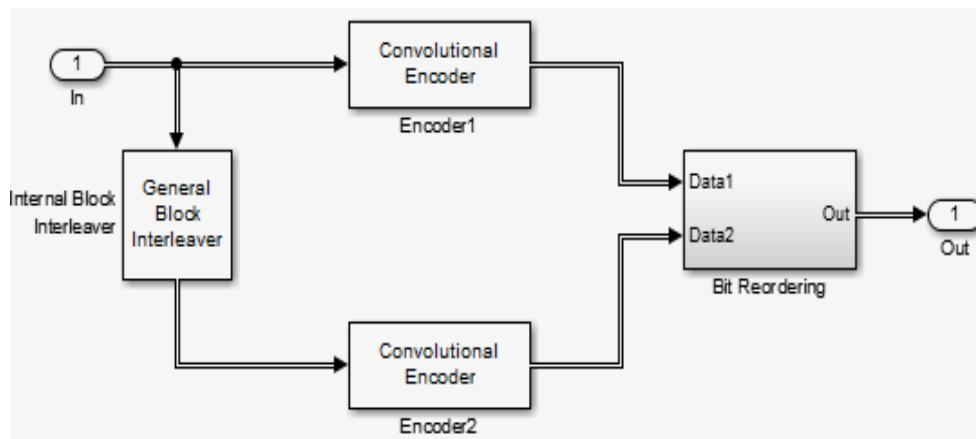 1
In
Convolutional
Encoder
Encoder1
Internal Block
Interleaver
General
Block
Interleaver
Data1
Data2
Out
Bit Reordering
1
Out
Convolutional
Encoder
Encoder2